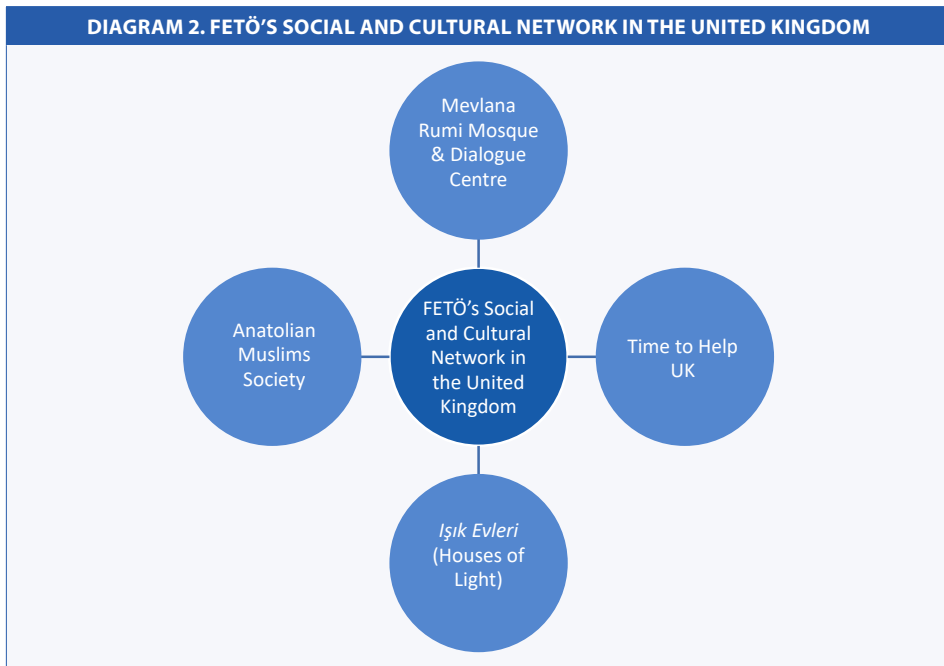 DIAGRAM 2. FETÖ'S SOCIAL AND CULTURAL NETWORK IN THE UNITED KINGDOM
Mevlana
Rumi Mosque
& Dialogue
Centre
Anatolian
Muslims
Society
FETÖ's Social
and Cultural
Network in
the United
Kingdom
Time to Help
UK
Işık Evleri
(Houses of
Light)